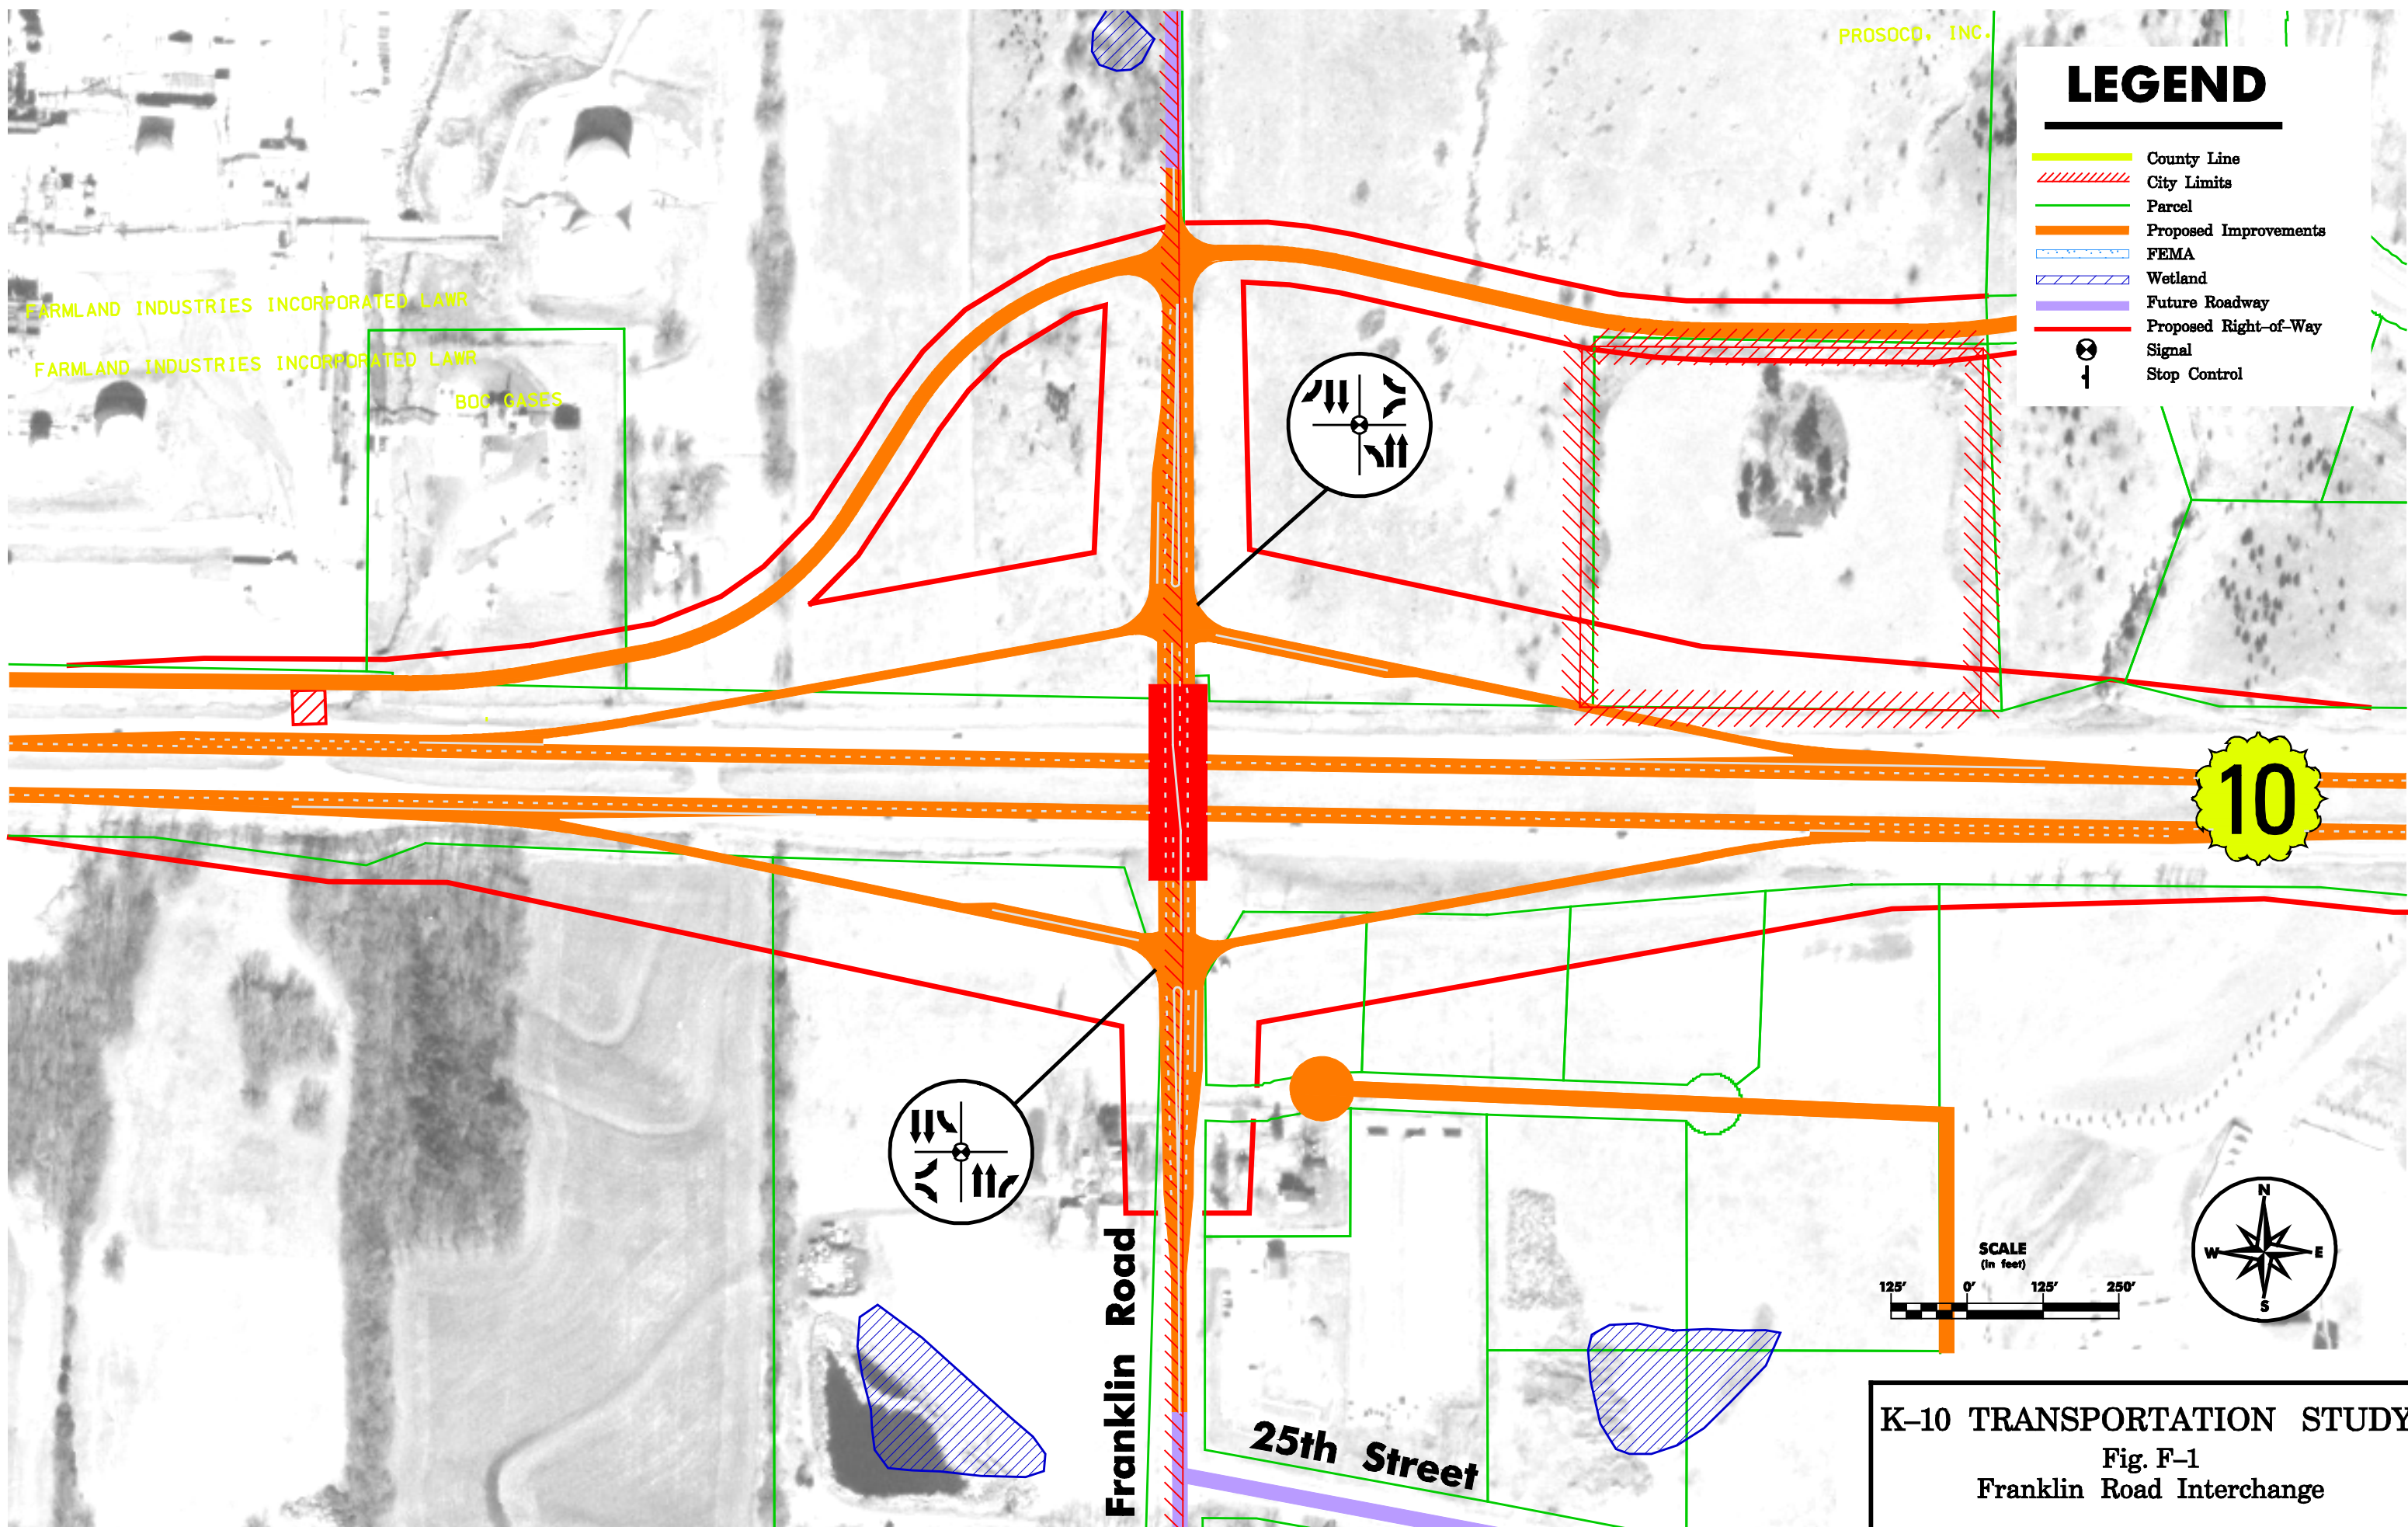 PROSOCO, INC.
LEGEND
County Line
City Limits
Parcel
Proposed Improvements
FEMA
Wetland
Future Roadway
Proposed Right-of-Way
Signal
Stop Control
FARMLAND INDUSTRIES INCORPORATED LAWR
FARMLAND INDUSTRIES INCORPORATED LAWR
BOC GASES
10
N
W E
S
SCALE
(in feet)
125' 0' 125' 250'
Franklin Road
25th Street
K-10 TRANSPORTATION STUDY
Fig. F-1
Franklin Road Interchange